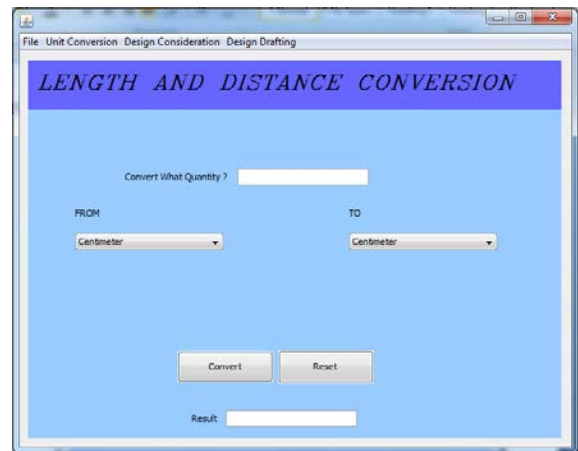 File Unit Conversion Design Consideration Design Drafting
LENGTH AND DISTANCE CONVERSION
Convert What Quantity ?
FROM TO
Centimeter Centimeter
Convert Reset
Result